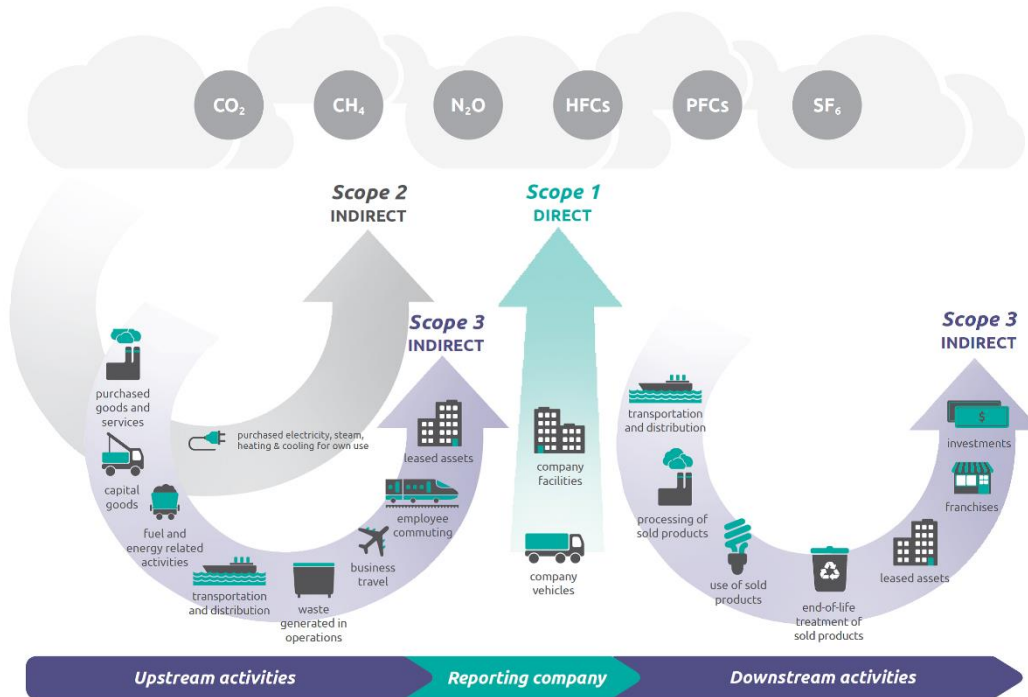 CO₂
CH₄
N₂O
HFCs
PFCs
SF₆
Scope 2
INDIRECT
Scope 1
DIRECT
Scope 3
INDIRECT
Scope 3
INDIRECT
purchased
goods and
services
capital
goods
fuel and
energy related
activities
transportation
and distribution
waste
generated in
operations
business
travel
employee
commuting
leased assets
purchased electricity, steam,
heating & cooling for own use
company
facilities
company
vehicles
transportation
and distribution
processing of
sold products
use of sold
products
end-of-life
treatment of
sold products
leased assets
franchises
$
investments
Upstream activities
Reporting company
Downstream activities